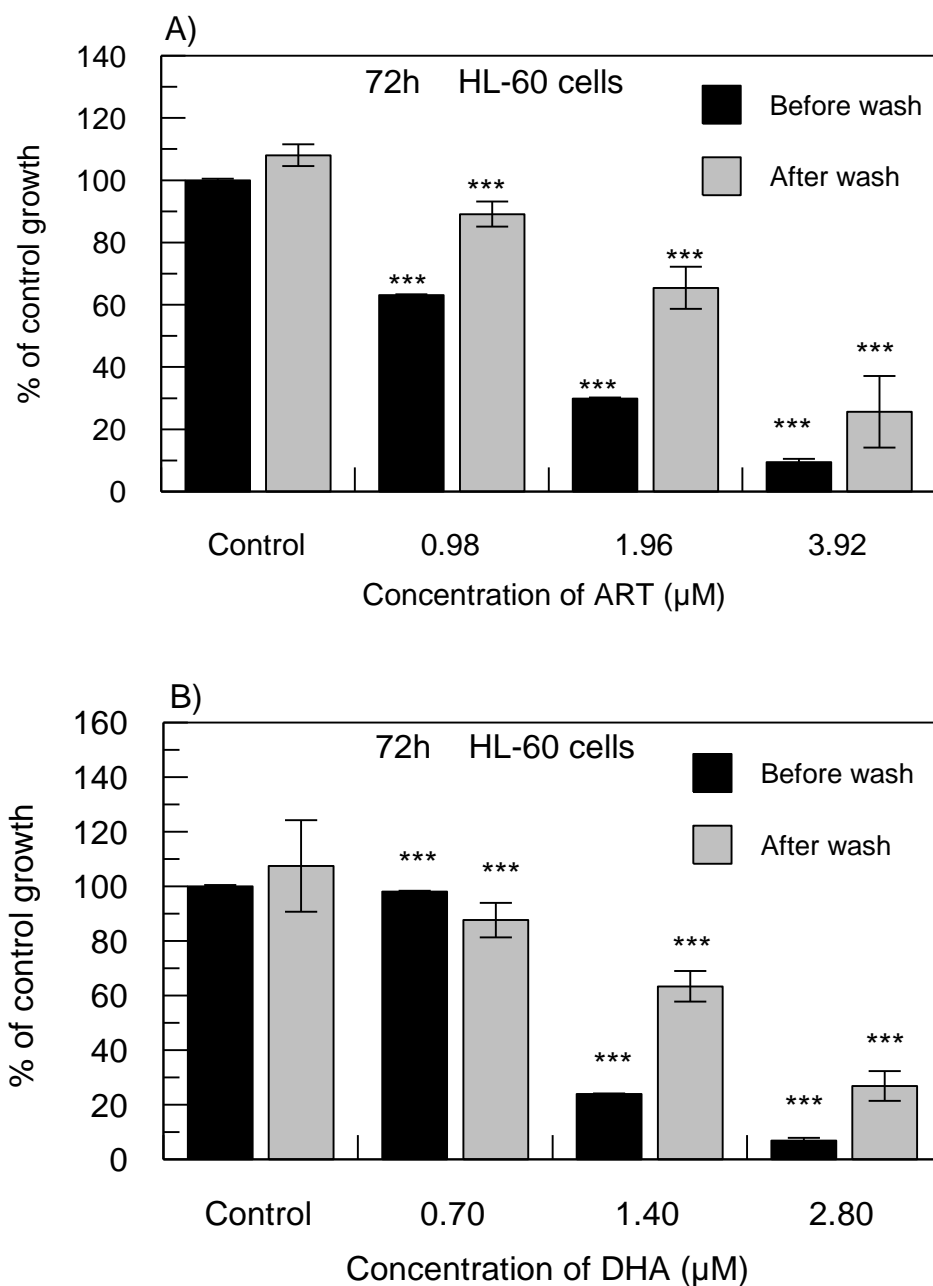 A)
140
72h HL-60 cells
120
Before wash
100
After wash
80
60
40
20
0
% of control growth
***
***
***
***
***
***
Control 0.98 1.96 3.92
Concentration of ART (µM)
B)
160
72h HL-60 cells
140
Before wash
120
After wash
100
80
60
40
20
0
% of control growth
***
***
***
***
***
***
Control 0.70 1.40 2.80
Concentration of DHA (µM)